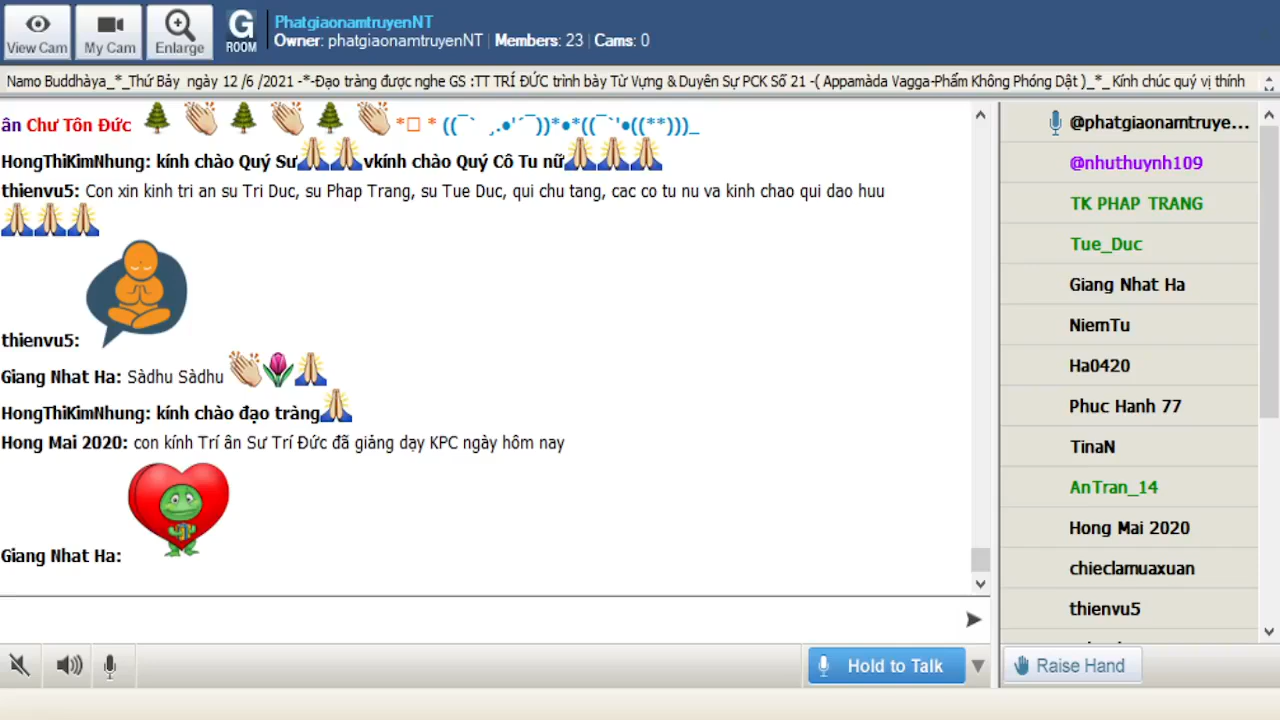 View Cam
My Cam
Enlarge
G
ROOM
PhatgiaonamtruyenNT
Owner: phatgiaonamtruyenNT | Members: 23 | Cams: 0
Namo Buddhàya_*_Thứ Bảy ngày 12 /6 /2021 -*-Đạo tràng được nghe GS :TT TRÍ ĐỨC trình bày Từ Vựng & Duyên Sự PCK Số 21 -( Appamàda Vagga-Phẩm Không Phóng Dật )_*_ Kính chúc quý vị thính
ân Chư Tôn Đức 🌲 👏 🌲 👏 🌲 👏 *▯ * ((¯` ¸.•'´¯))*•*((¯`'•((**)))_
HongThiKimNhung: kính chào Quý Sư🙏🙏vkính chào Quý Cô Tu nữ🙏🙏🙏
thienvu5: Con xin kinh tri an su Tri Duc, su Phap Trang, su Tue Duc, qui chu tang, cac co tu nu va kinh chao qui dao huu
🙏🙏🙏
thienvu5:
Giang Nhat Ha: Sàdhu Sàdhu 👏🌷🙏
HongThiKimNhung: kính chào đạo tràng🙏
Hong Mai 2020: con kính Trí ân Sư Trí Đức đã giảng dạy KPC ngày hôm nay
Giang Nhat Ha:
@phatgiaonamtruye...
@nhuthuynh109
TK PHAP TRANG
Tue_Duc
Giang Nhat Ha
NiemTu
Ha0420
Phuc Hanh 77
TinaN
AnTran_14
Hong Mai 2020
chieclamuaxuan
thienvu5
Hold to Talk
Raise Hand